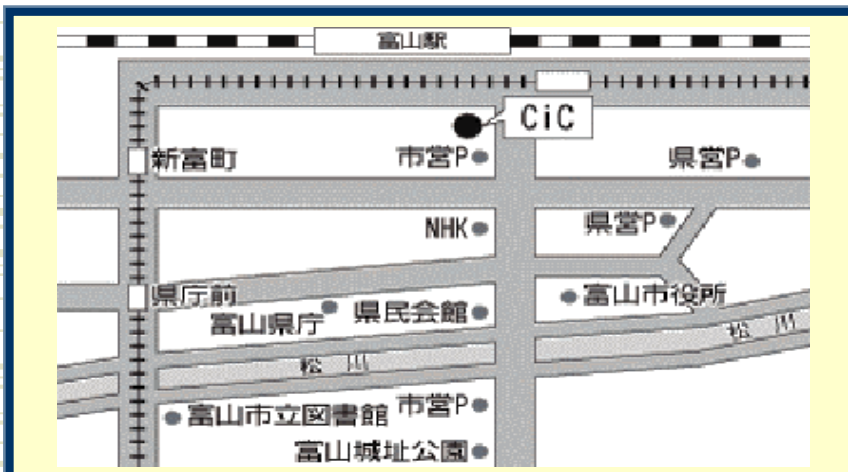 富山駅
CiC
新富町
市営P
県営P
NHK
県営P
県庁前
富山県庁
県民会館
富山市役所
松川
松川
富山市立図書館
市営P
富山城址公園